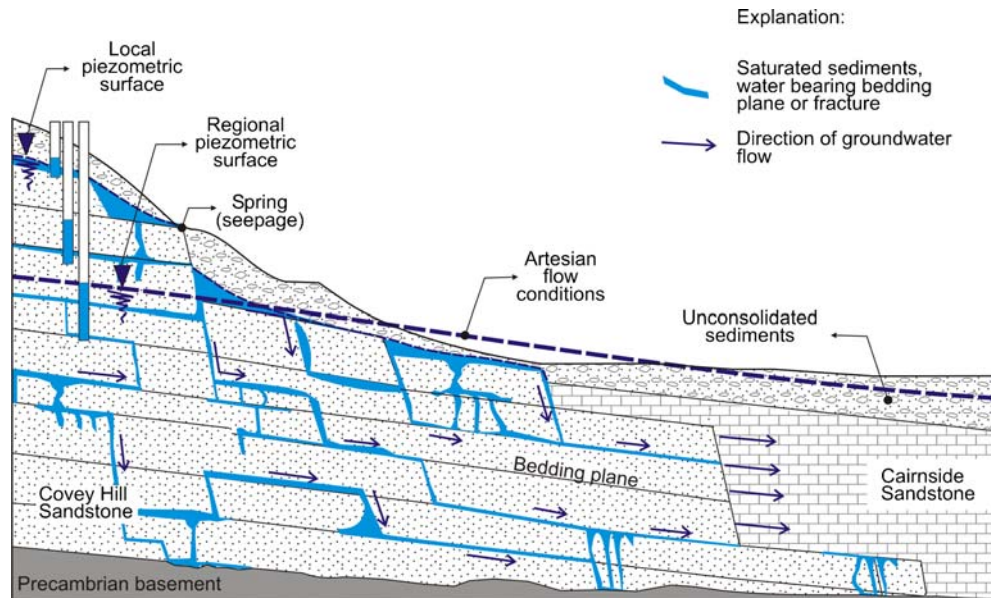 Explanation:
Saturated sediments,
water bearing bedding
plane or fracture
Direction of groundwater
flow
Local
piezometric
surface
Regional
piezometric
surface
Spring
(seepage)
Artesian
flow
conditions
Unconsolidated
sediments
Bedding plane
Covey Hill
Sandstone
Cairnside
Sandstone
Precambrian basement